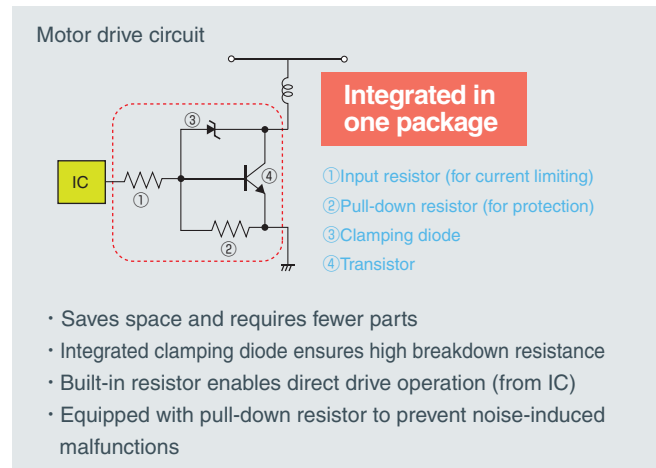 Motor drive circuit
Integrated in
one package
③
④
IC
①
②
①Input resistor (for current limiting)
②Pull-down resistor (for protection)
③Clamping diode
④Transistor
・Saves space and requires fewer parts
・Integrated clamping diode ensures high breakdown resistance
・Built-in resistor enables direct drive operation (from IC)
・Equipped with pull-down resistor to prevent noise-induced
malfunctions